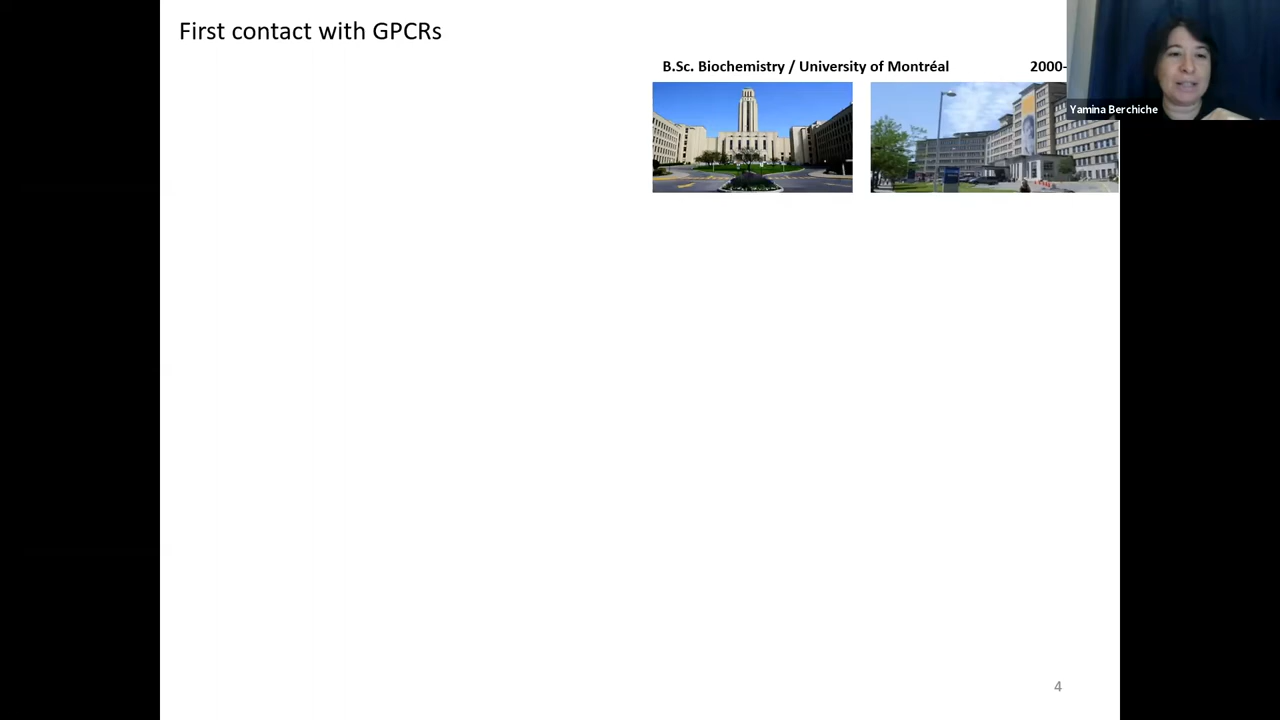 First contact with GPCRs
B.Sc. Biochemistry / University of Montréal 2000-
Yamina Berchiche
4